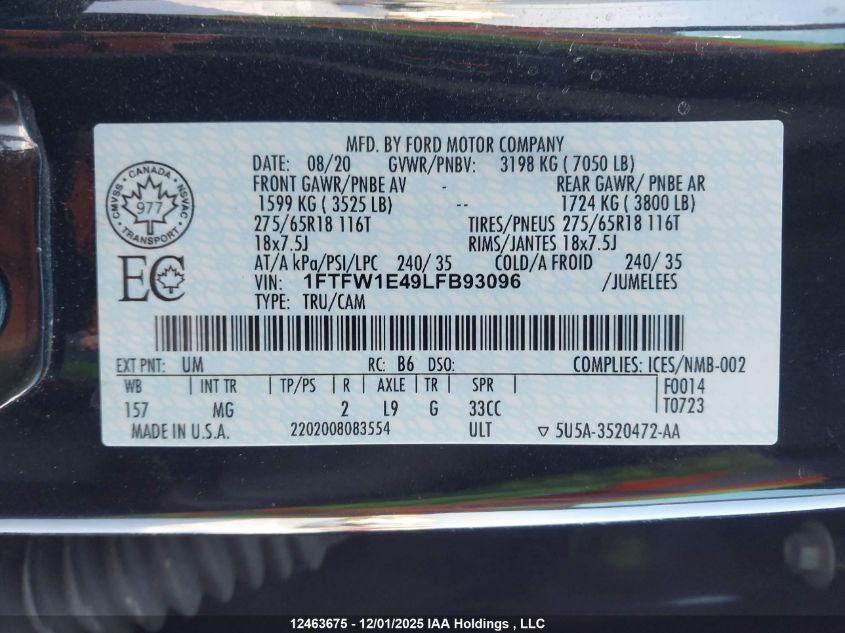 MFD. BY FORD MOTOR COMPANY
DATE: 08/20 GVWR/PNBV: 3198 KG ( 7050 LB)
FRONT GAWR/PNBE AV - REAR GAWR/ PNBE AR
1599 KG ( 3525 LB) -- 1724 KG ( 3800 LB)
275/65R18 116T TIRES/PNEUS 275/65R18 116T
18x7.5J RIMS/JANTES 18x7.5J
AT/A kPa/PSI/LPC 240/ 35 COLD/A FROID 240/ 35
VIN: 1FTFW1E49LFB93096 /JUMELEES
TYPE: TRU/CAM
CANADA
CMVSS NSVAC
977
TRANSPORT
EC
EXT PNT: UM RC: B6 DSO: COMPLIES: ICES/NMB-002
WB INT TR TP/PS R AXLE TR SPR F0014
157 MG 2 L9 G 33CC T0723
MADE IN U.S.A. 2202008083554 ULT ▽ 5U5A-3520472-AA
12463675 - 12/01/2025 IAA Holdings , LLC